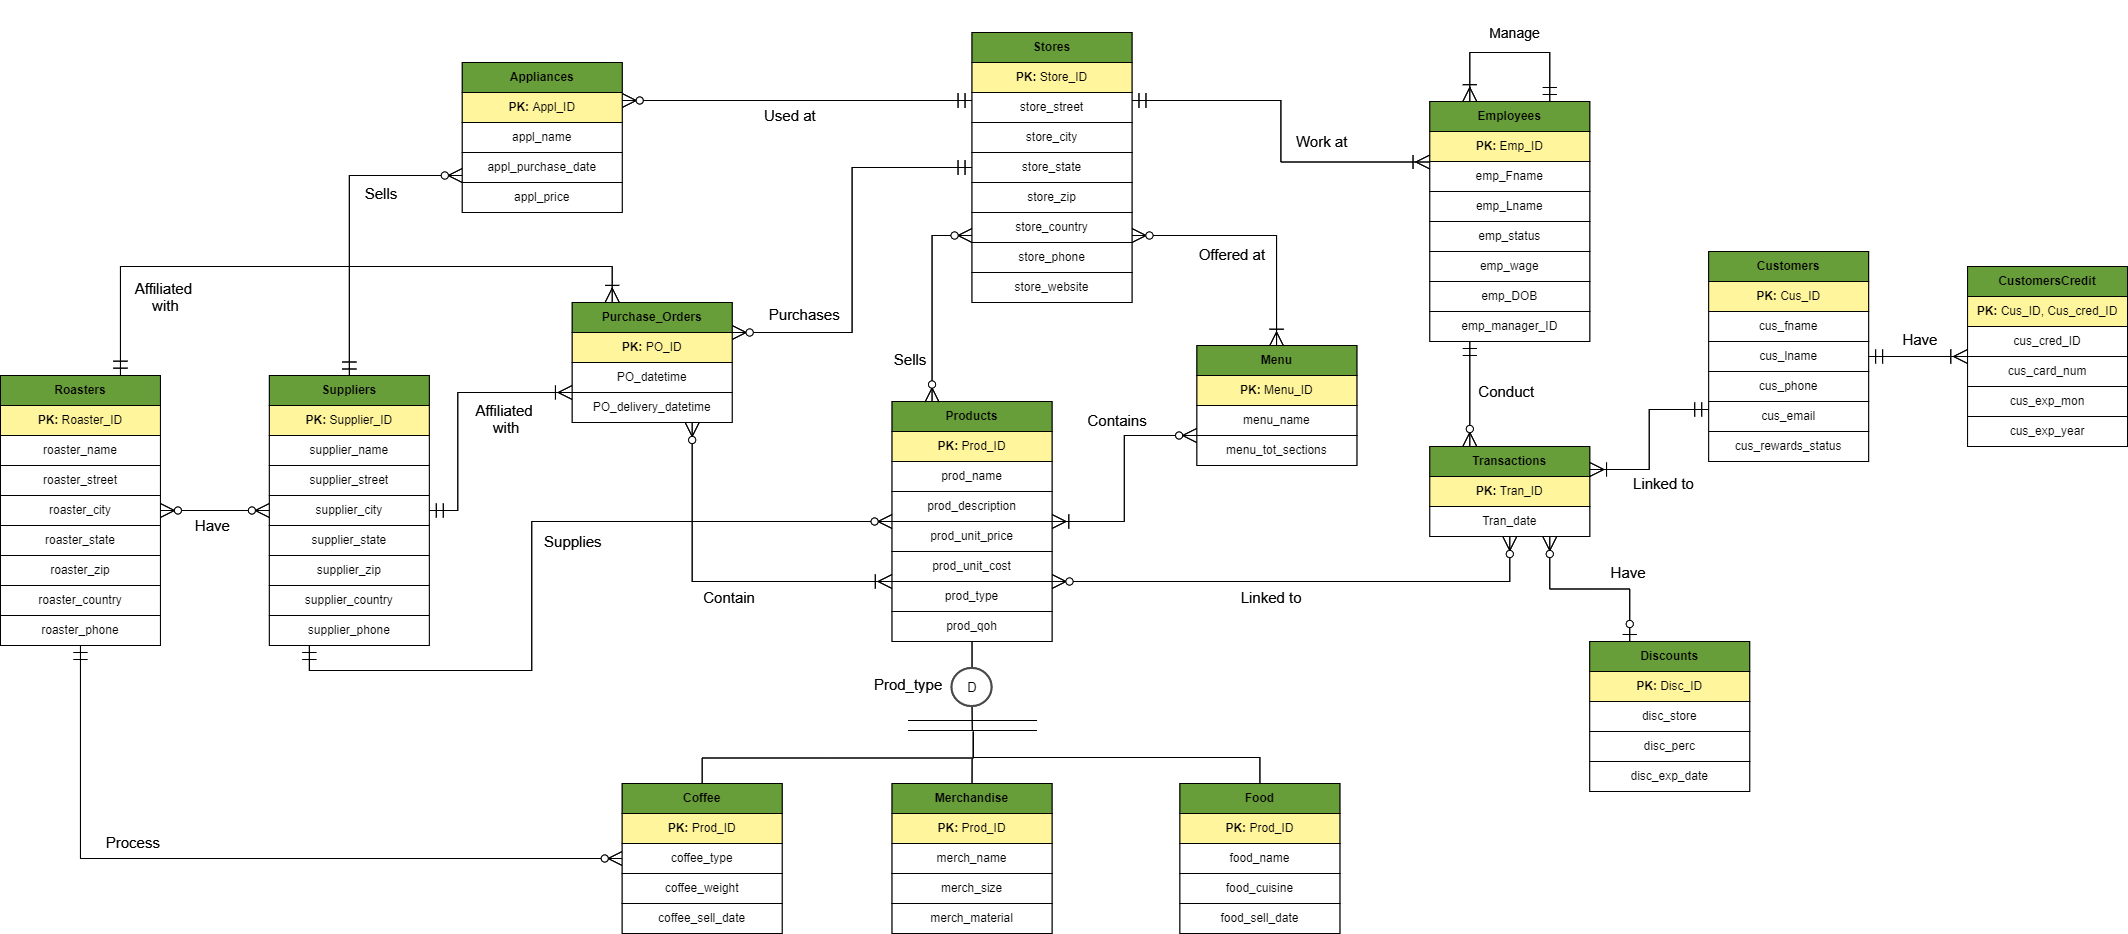 Manage
Stores
PK: Store_ID
store_street
store_city
store_state
store_zip
store_country
store_phone
store_website
Appliances
PK: Appl_ID
appl_name
appl_purchase_date
appl_price
Used at
Work at
Employees
PK: Emp_ID
emp_Fname
emp_Lname
emp_status
emp_wage
emp_DOB
emp_manager_ID
Sells
Affiliated
with
Purchases
Offered at
Purchase_Orders
PK: PO_ID
PO_datetime
PO_delivery_datetime
Customers
PK: Cus_ID
cus_fname
cus_lname
cus_phone
cus_email
cus_rewards_status
Have
CustomersCredit
PK: Cus_ID, Cus_cred_ID
cus_cred_ID
cus_card_num
cus_exp_mon
cus_exp_year
Roasters
PK: Roaster_ID
roaster_name
roaster_street
roaster_city
roaster_state
roaster_zip
roaster_country
roaster_phone
Have
Suppliers
PK: Supplier_ID
supplier_name
supplier_street
supplier_city
supplier_state
supplier_zip
supplier_country
supplier_phone
Affiliated
with
Sells
Menu
PK: Menu_ID
menu_name
menu_tot_sections
Contains
Conduct
Products
PK: Prod_ID
prod_name
prod_description
prod_unit_price
prod_unit_cost
prod_type
prod_qoh
Transactions
PK: Tran_ID
Tran_date
Linked to
Supplies
Contain
Linked to
Have
Discounts
PK: Disc_ID
disc_store
disc_perc
disc_exp_date
Prod_type
D
Process
Coffee
PK: Prod_ID
coffee_type
coffee_weight
coffee_sell_date
Merchandise
PK: Prod_ID
merch_name
merch_size
merch_material
Food
PK: Prod_ID
food_name
food_cuisine
food_sell_date